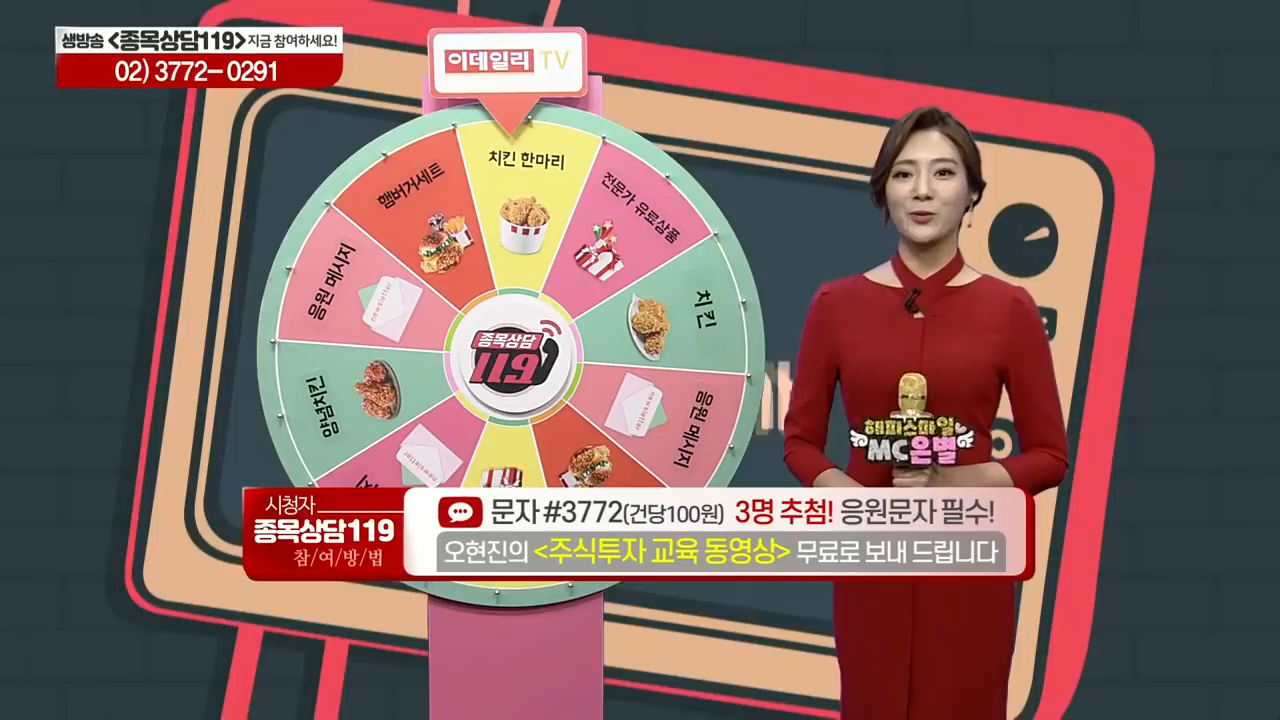 생방송 <종목상담119> 지금 참여하세요!
02) 3772-0291
이데일리 TV
치킨 한마리
전문가 유료상품
햄버거세트
치킨
응원 메시지
newsletter
응원 메시지
newsletter
양념치킨
newsletter
종목상담
119
해피스마일
MC은별
시청자
종목상담119
참/여/방/법
문자 #3772(건당100원) 3명 추첨! 응원문자 필수!
오현진의 <주식투자 교육 동영상> 무료로 보내 드립니다